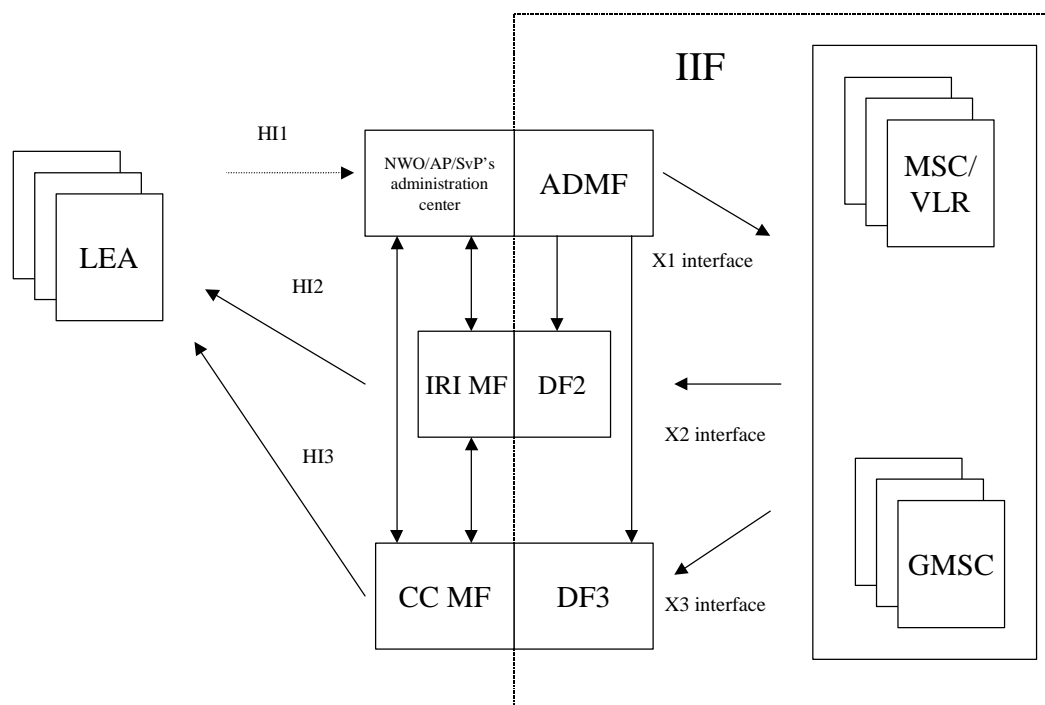 IIF
HI1
NWO/AP/SvP's
administration
center
ADMF
MSC/
VLR
LEA
X1 interface
HI2
IRI MF
DF2
X2 interface
HI3
GMSC
CC MF
DF3
X3 interface